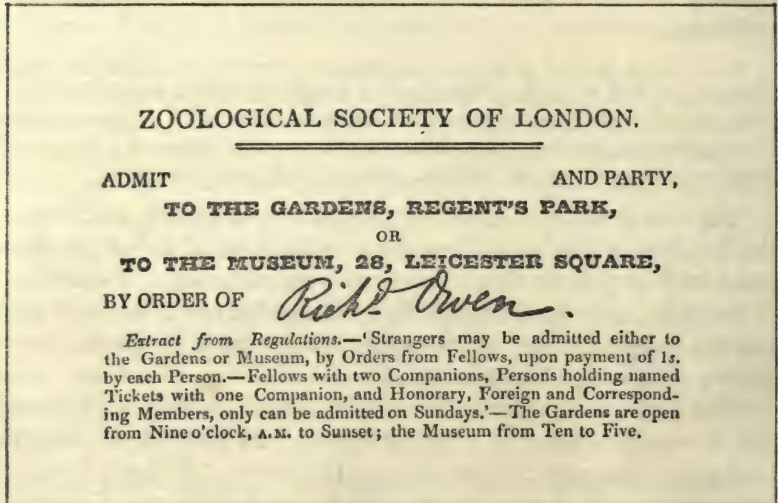 ZOOLOGICAL SOCIETY OF LONDON.
ADMIT AND PARTY,
TO THE GARDENS, REGENT'S PARK,
OR
TO THE MUSEUM, 28, LEICESTER SQUARE,
BY ORDER OF Richd. Owen.
Extract from Regulations.—'Strangers may be admitted either to
the Gardens or Museum, by Orders from Fellows, upon payment of 1s.
by each Person.—Fellows with two Companions, Persons holding named
Tickets with one Companion, and Honorary, Foreign and Correspond-
ing Members, only can be admitted on Sundays.'—The Gardens are open
from Nine o'clock, A.M. to Sunset; the Museum from Ten to Five.